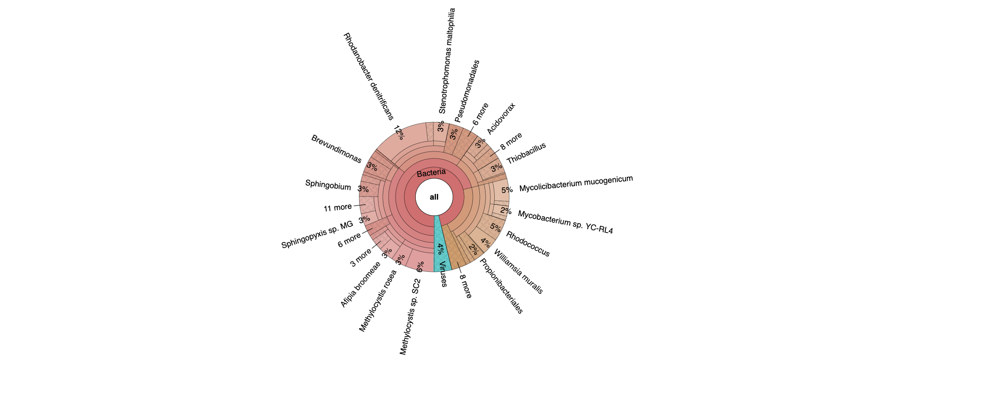 Stenotrophomonas maltophilia
3%
Pseudomonadales
3%
6 more
Acidovorax
3%
8 more
Thiobacillus
3%
Mycolicibacterium mucogenicum
5%
Mycobacterium sp. YC-RL4
2%
Rhodococcus
5%
Williamsia muralis
4%
Propionibacteriales
2%
8 more
Viruses
4%
Methylocystis sp. SC2
6%
Methylocystis rosea
3%
Afipia broomeae
3%
3 more
6 more
Sphingopyxis sp. MG
3%
11 more
Sphingobium
3%
Brevundimonas
3%
Rhodanobacter denitrificans
12%
Bacteria
all